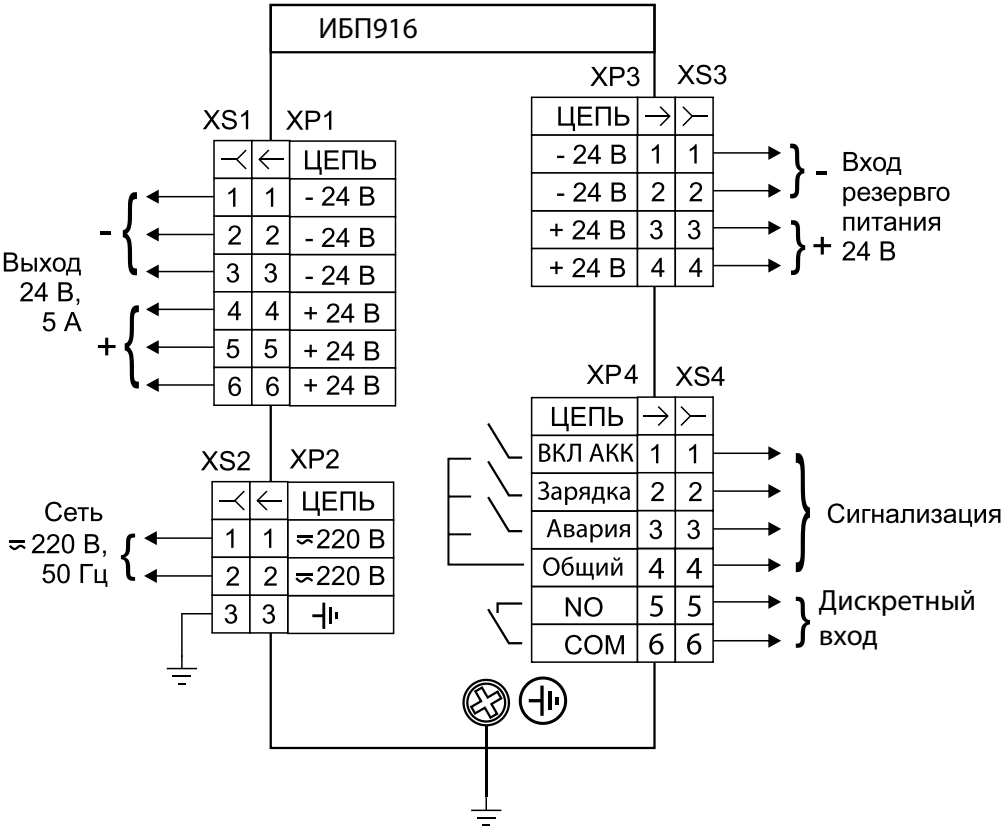 ИБП916
XS1 XP1
ЦЕПЬ
1 1 - 24 В
2 2 - 24 В
3 3 - 24 В
4 4 + 24 В
5 5 + 24 В
6 6 + 24 В
-
Выход
24 В,
5 А
+
XS2 XP2
ЦЕПЬ
1 1 ≂220 В
2 2 ≂220 В
3 3
Сеть
≂220 В,
50 Гц
XP3 XS3
ЦЕПЬ
- 24 В 1 1
- 24 В 2 2
+ 24 В 3 3
+ 24 В 4 4
- Вход
резервго
питания
+ 24 В
XP4 XS4
ЦЕПЬ
ВКЛ АКК 1 1
Зарядка 2 2
Авария 3 3
Общий 4 4
NO 5 5
COM 6 6
Сигнализация
Дискретный
вход